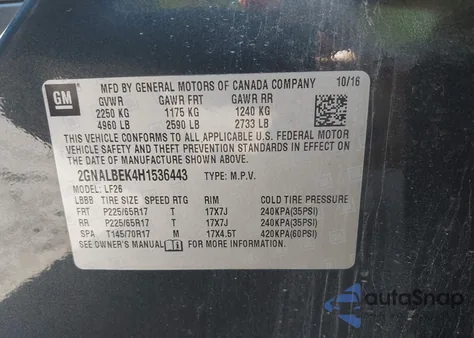 GM
MFD BY GENERAL MOTORS OF CANADA COMPANY 10/16
GVWR GAWR FRT GAWR RR
2250 KG 1175 KG 1240 KG
4960 LB 2590 LB 2733 LB
THIS VEHICLE CONFORMS TO ALL APPLICABLE U.S. FEDERAL MOTOR
VEHICLE SAFETY AND THEFT PREVENTION STANDARDS IN EFFECT ON
THE DATE OF MANUFACTURE SHOWN ABOVE.
2GNALBEK4H1536443 TYPE: M.P.V.
MODEL: LF26
LBBB TIRE SIZE SPEED RTG RIM COLD TIRE PRESSURE
FRT P225/65R17 T 17X7J 240KPA(35PSI)
RR P225/65R17 T 17X7J 240KPA(35PSI)
SPA T145/70R17 M 17X4.5T 420KPA(60PSI)
SEE OWNER'S MANUAL FOR MORE INFORMATION.
autoSnap